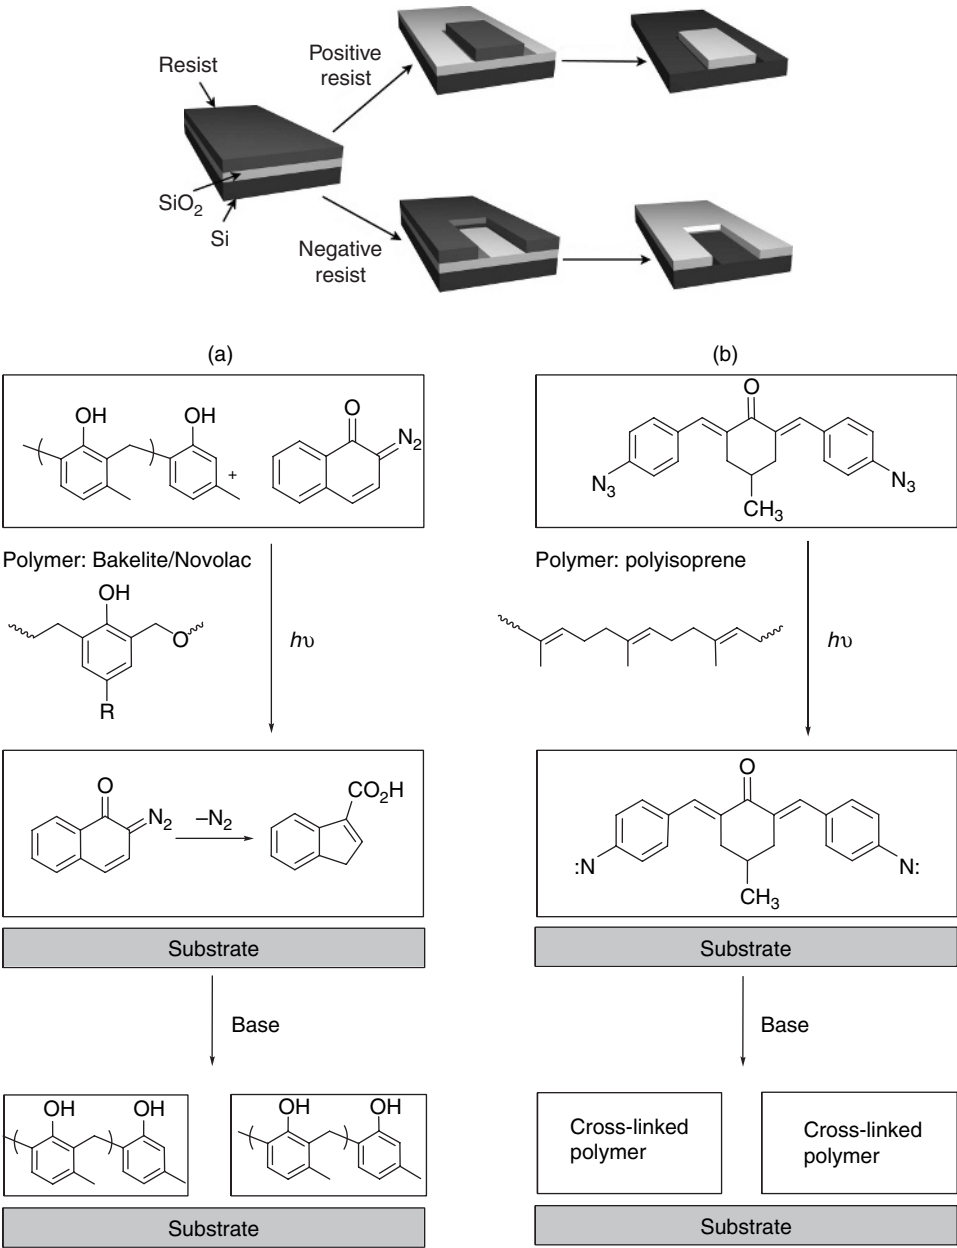 Positive
resist
Resist
SiO2
Si
Negative
resist
(a)
(b)
OH
OH
+
O
N2
O
N3
N3
CH3
Polymer: Bakelite/Novolac
OH
O
R
hυ
Polymer: polyisoprene
hυ
O
N2
–N2
CO2H
O
:N
N:
CH3
Substrate
Substrate
Base
Base
OH
OH
OH
OH
Cross-linked
polymer
Cross-linked
polymer
Substrate
Substrate